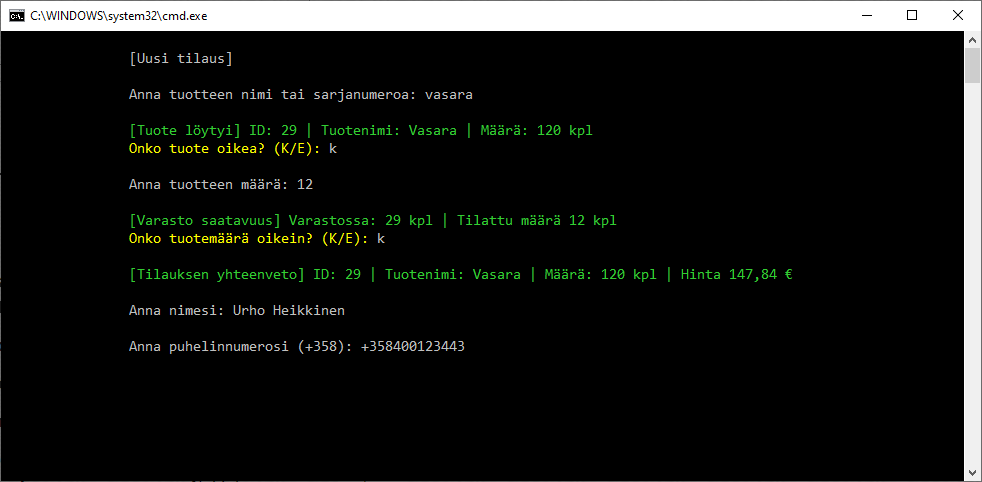 C:\WINDOWS\system32\cmd.exe
[Uusi tilaus]
Anna tuotteen nimi tai sarjanumeroa: vasara
[Tuote löytyi] ID: 29 | Tuotenimi: Vasara | Määrä: 120 kpl
Onko tuote oikea? (K/E): k
Anna tuotteen määrä: 12
[Varasto saatavuus] Varastossa: 29 kpl | Tilattu määrä 12 kpl
Onko tuotemäärä oikein? (K/E): k
[Tilauksen yhteenveto] ID: 29 | Tuotenimi: Vasara | Määrä: 120 kpl | Hinta 147,84 €
Anna nimesi: Urho Heikkinen
Anna puhelinnumerosi (+358): +358400123443